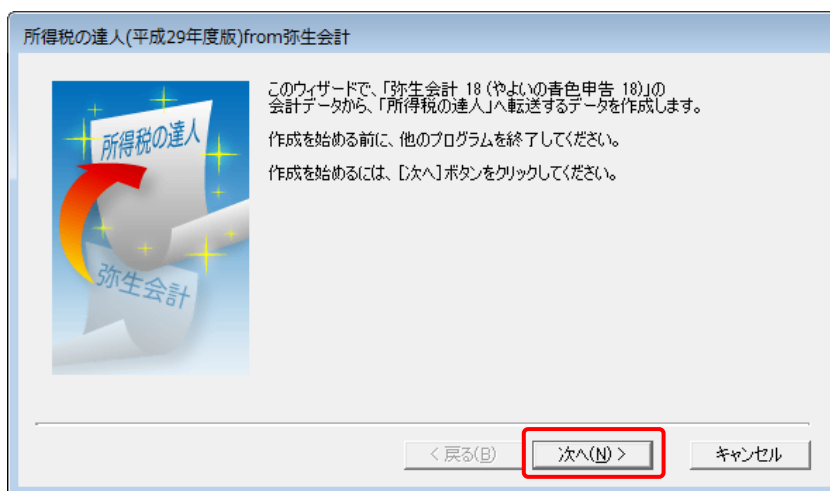 所得税の達人(平成29年度版)from弥生会計
このウィザードで、「弥生会計 18 (やよいの青色申告 18)」の
会計データから、「所得税の達人」へ転送するデータを作成します。
作成を始める前に、他のプログラムを終了してください。
作成を始めるには、[次へ]ボタンをクリックしてください。
所得税の達人
弥生会計
< 戻る(B)
次へ(N) >
キャンセル